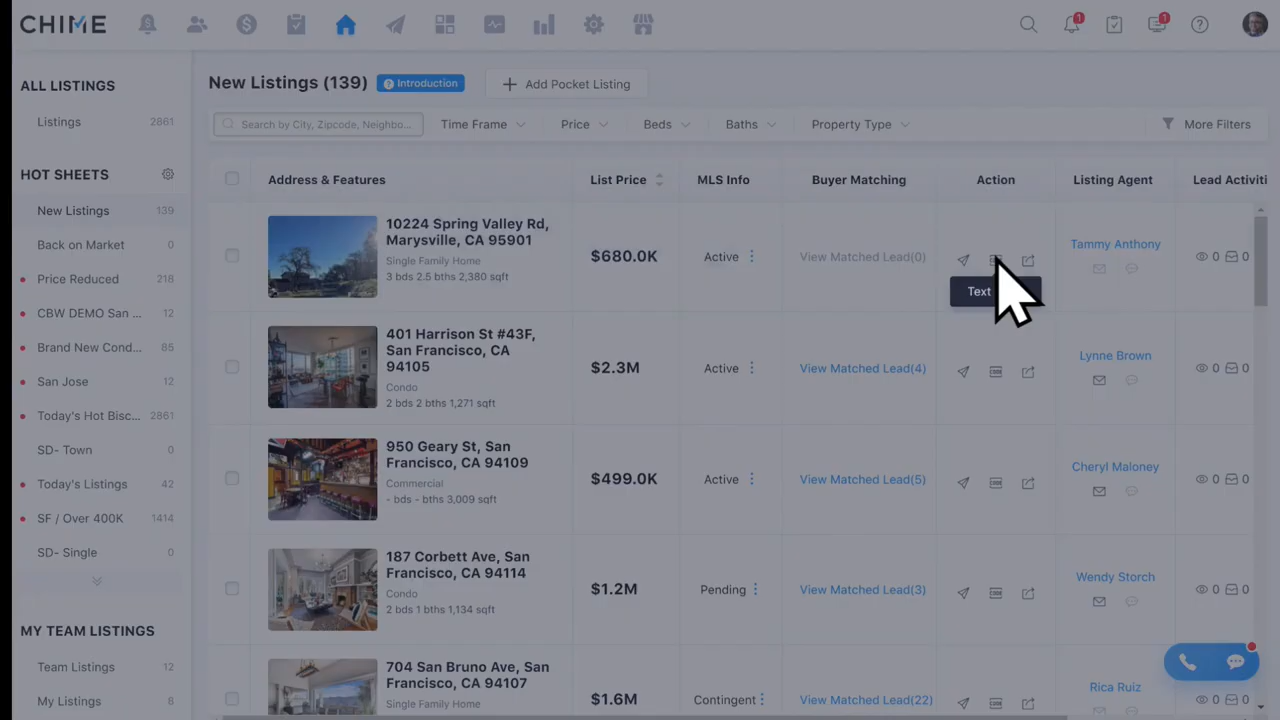 CHIME
1
1
ALL LISTINGS
Listings 2861
HOT SHEETS
New Listings 139
Back on Market 0
Price Reduced 218
CBW DEMO San ... 12
Brand New Cond... 85
San Jose 12
Today's Hot Bisc... 2861
SD- Town 0
Today's Listings 42
SF / Over 400K 1414
SD- Single 0
MY TEAM LISTINGS
Team Listings 12
My Listings 8
New Listings (139) Introduction Add Pocket Listing
Search by City, Zipcode, Neighbo... Time Frame Price Beds Baths Property Type More Filters
Address & Features List Price MLS Info Buyer Matching Action Listing Agent Lead Activiti
10224 Spring Valley Rd,
Marysville, CA 95901
Single Family Home
3 bds 2.5 bths 2,380 sqft
$680.0K Active View Matched Lead(0) Tammy Anthony 0 0
Text
401 Harrison St #43F,
San Francisco, CA
94105
Condo
2 bds 2 bths 1,271 sqft
$2.3M Active View Matched Lead(4) Lynne Brown 0 0
950 Geary St, San
Francisco, CA 94109
Commercial
- bds - bths 3,009 sqft
$499.0K Active View Matched Lead(5) Cheryl Maloney 0 0
187 Corbett Ave, San
Francisco, CA 94114
Condo
2 bds 1 bths 1,134 sqft
$1.2M Pending View Matched Lead(3) Wendy Storch 0 0
704 San Bruno Ave, San
Francisco, CA 94107
Single Family Home
$1.6M Contingent View Matched Lead(22) Rica Ruiz 0 0